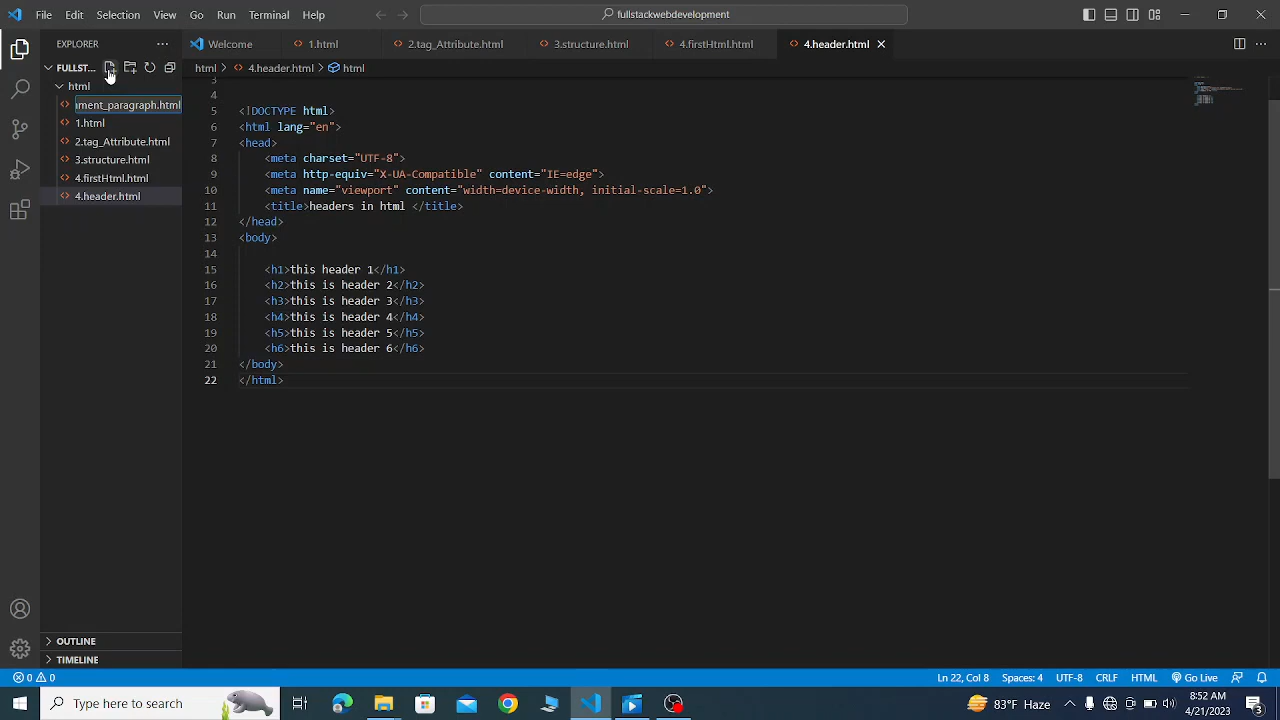 File Edit Selection View Go Run Terminal Help
fullstackwebdevelopment
EXPLORER
Welcome
1.html
2.tag_Attribute.html
3.structure.html
4.firstHtml.html
4.header.html
FULLST...
html > 4.header.html > html
html
ment_paragraph.html
1.html
2.tag_Attribute.html
3.structure.html
4.firstHtml.html
4.header.html
3
4
5 <!DOCTYPE html>
6 <html lang="en">
7 <head>
8 <meta charset="UTF-8">
9 <meta http-equiv="X-UA-Compatible" content="IE=edge">
10 <meta name="viewport" content="width=device-width, initial-scale=1.0">
11 <title>headers in html </title>
12 </head>
13 <body>
14
15 <h1>this header 1</h1>
16 <h2>this is header 2</h2>
17 <h3>this is header 3</h3>
18 <h4>this is header 4</h4>
19 <h5>this is header 5</h5>
20 <h6>this is header 6</h6>
21 </body>
22 </html>
OUTLINE
TIMELINE
0 0
Ln 22, Col 8 Spaces: 4 UTF-8 CRLF HTML Go Live
Type here to search
83°F Haze
8:52 AM
4/21/2023
3